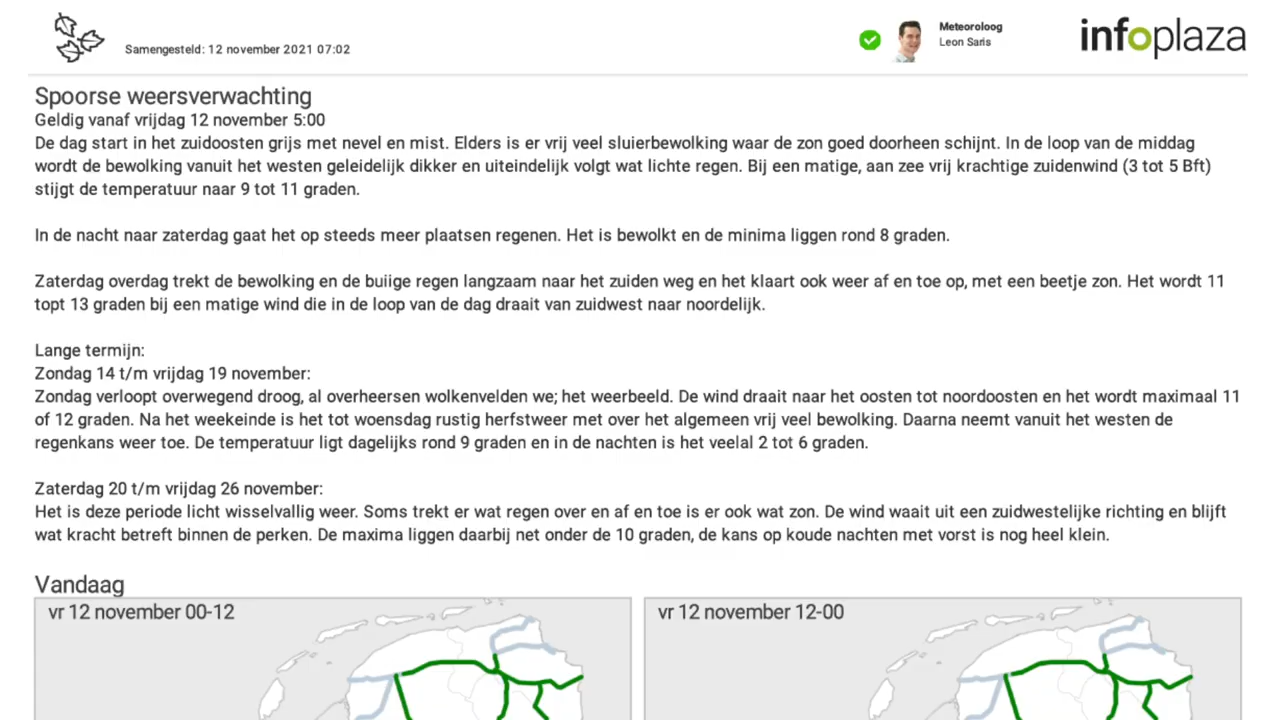 Samengesteld: 12 november 2021 07:02
Meteoroloog
Leon Saris
infoplaza
Spoorse weersverwachting
Geldig vanaf vrijdag 12 november 5:00
De dag start in het zuidoosten grijs met nevel en mist. Elders is er vrij veel sluierbewolking waar de zon goed doorheen schijnt. In de loop van de middag
wordt de bewolking vanuit het westen geleidelijk dikker en uiteindelijk volgt wat lichte regen. Bij een matige, aan zee vrij krachtige zuidenwind (3 tot 5 Bft)
stijgt de temperatuur naar 9 tot 11 graden.
In de nacht naar zaterdag gaat het op steeds meer plaatsen regenen. Het is bewolkt en de minima liggen rond 8 graden.
Zaterdag overdag trekt de bewolking en de buiige regen langzaam naar het zuiden weg en het klaart ook weer af en toe op, met een beetje zon. Het wordt 11
topt 13 graden bij een matige wind die in de loop van de dag draait van zuidwest naar noordelijk.
Lange termijn:
Zondag 14 t/m vrijdag 19 november:
Zondag verloopt overwegend droog, al overheersen wolkenvelden we; het weerbeeld. De wind draait naar het oosten tot noordoosten en het wordt maximaal 11
of 12 graden. Na het weekeinde is het tot woensdag rustig herfstweer met over het algemeen vrij veel bewolking. Daarna neemt vanuit het westen de
regenkans weer toe. De temperatuur ligt dagelijks rond 9 graden en in de nachten is het veelal 2 tot 6 graden.
Zaterdag 20 t/m vrijdag 26 november:
Het is deze periode licht wisselvallig weer. Soms trekt er wat regen over en af en toe is er ook wat zon. De wind waait uit een zuidwestelijke richting en blijft
wat kracht betreft binnen de perken. De maxima liggen daarbij net onder de 10 graden, de kans op koude nachten met vorst is nog heel klein.
Vandaag
vr 12 november 00-12
vr 12 november 12-00